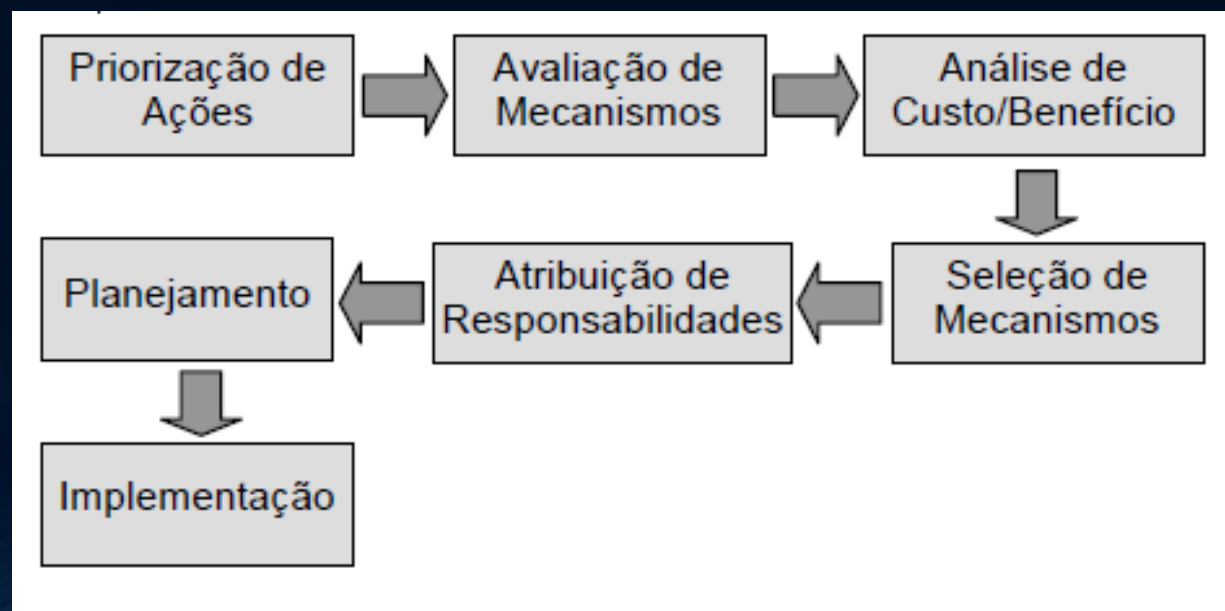 Priorização de
Ações
Avaliação de
Mecanismos
Análise de
Custo/Benefício
Planejamento
Atribuição de
Responsabilidades
Seleção de
Mecanismos
Implementação